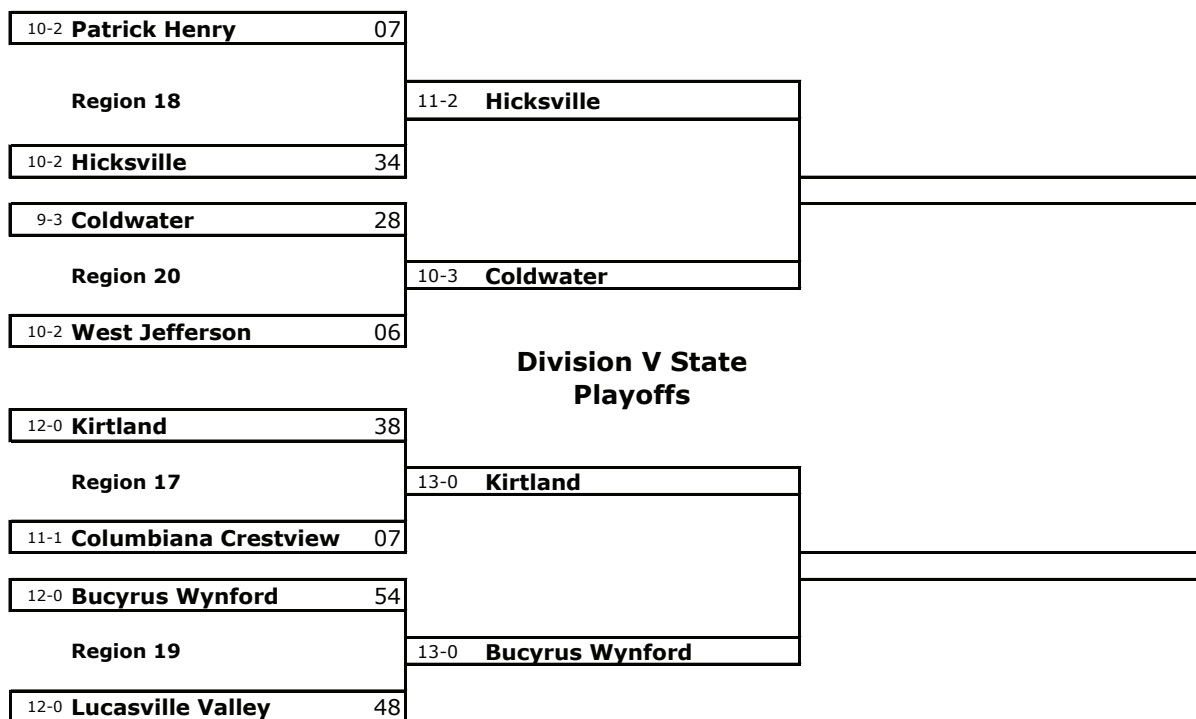 10-2 Patrick Henry 07
Region 18
11-2 Hicksville
10-2 Hicksville 34
9-3 Coldwater 28
Region 20
10-3 Coldwater
10-2 West Jefferson 06
Division V State
Playoffs
12-0 Kirtland 38
Region 17
13-0 Kirtland
11-1 Columbiana Crestview 07
12-0 Bucyrus Wynford 54
Region 19
13-0 Bucyrus Wynford
12-0 Lucasville Valley 48